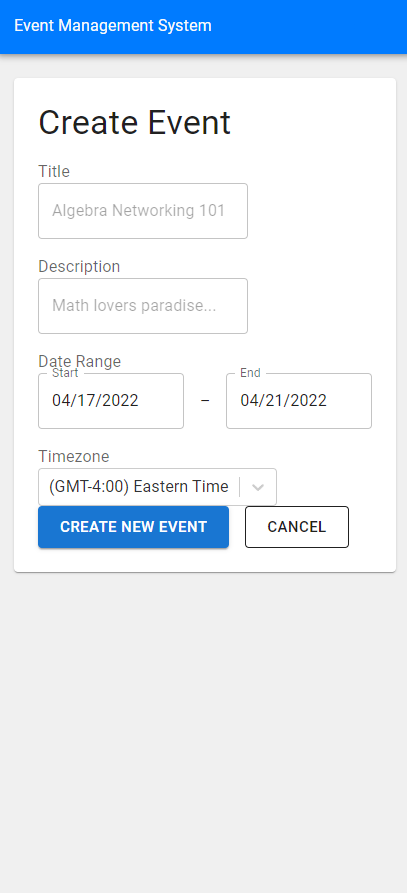 Event Management System
Create Event
Title
Algebra Networking 101
Description
Math lovers paradise...
Date Range
Start
End
04/17/2022 – 04/21/2022
Timezone
(GMT-4:00) Eastern Time
CREATE NEW EVENT
CANCEL